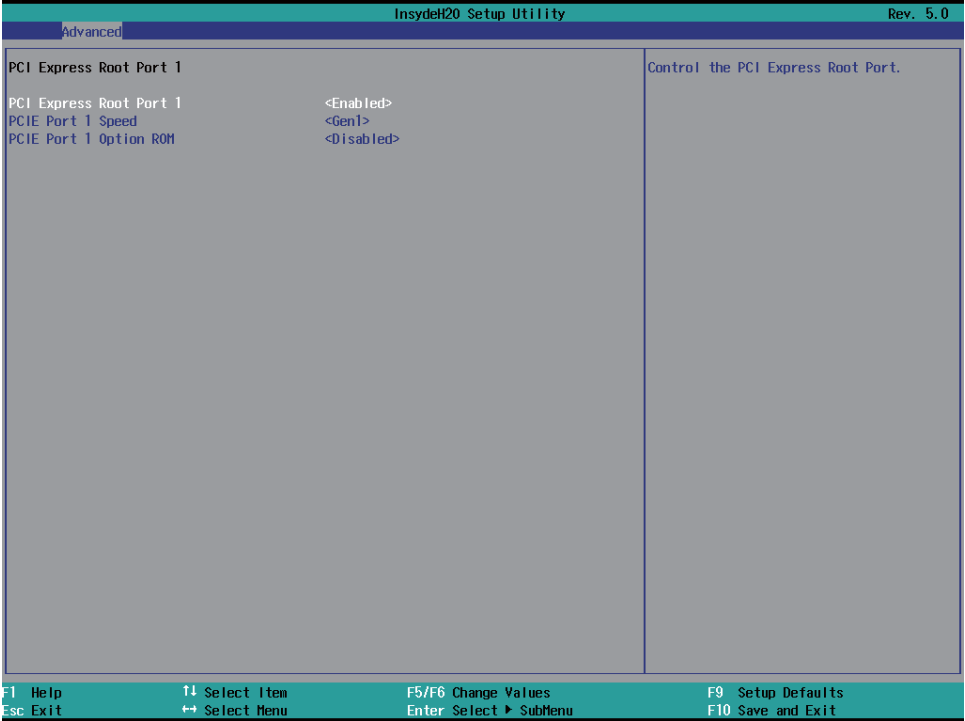 InsydeH20 Setup Utility Rev. 5.0
Advanced
PCI Express Root Port 1 Control the PCI Express Root Port.
PCI Express Root Port 1 <Enabled>
PCIE Port 1 Speed <Gen1>
PCIE Port 1 Option ROM <Disabled>
F1 Help ↑↓ Select Item F5/F6 Change Values F9 Setup Defaults
Esc Exit ↔ Select Menu Enter Select ▶ SubMenu F10 Save and Exit